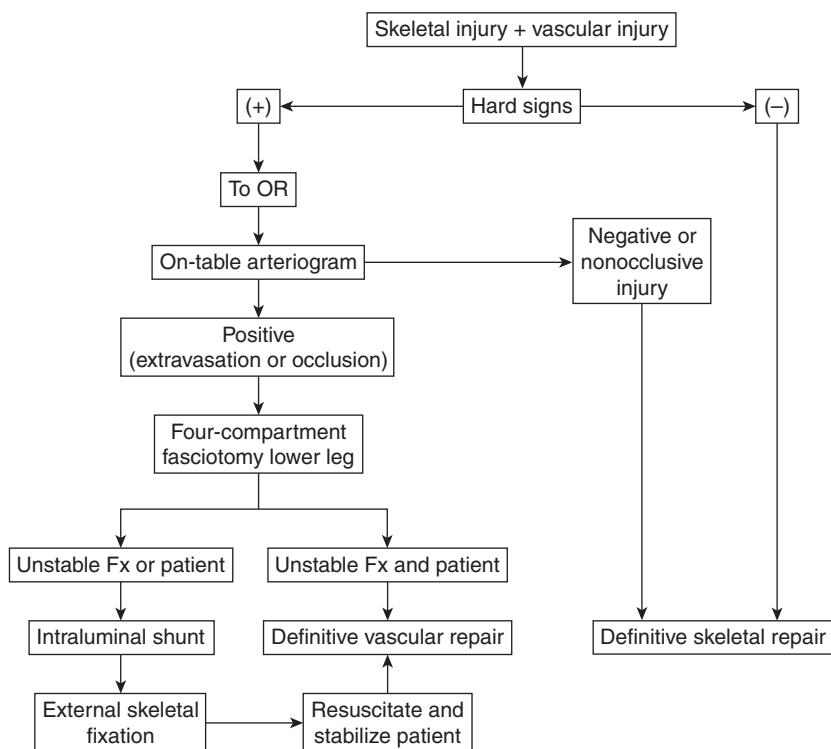 Skeletal injury + vascular injury
(+)
Hard signs
(–)
To OR
On-table arteriogram
Negative or
nonocclusive
injury
Positive
(extravasation or occlusion)
Four-compartment
fasciotomy lower leg
Unstable Fx or patient
Unstable Fx and patient
Intraluminal shunt
Definitive vascular repair
Definitive skeletal repair
External skeletal
fixation
Resuscitate and
stabilize patient